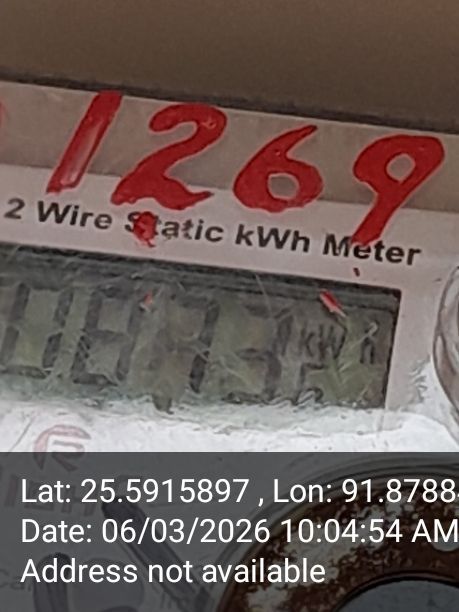 1269
2 Wire Static kWh Meter
kWh
Lat: 25.5915897 , Lon: 91.8788
Date: 06/03/2026 10:04:54 AM
Address not available